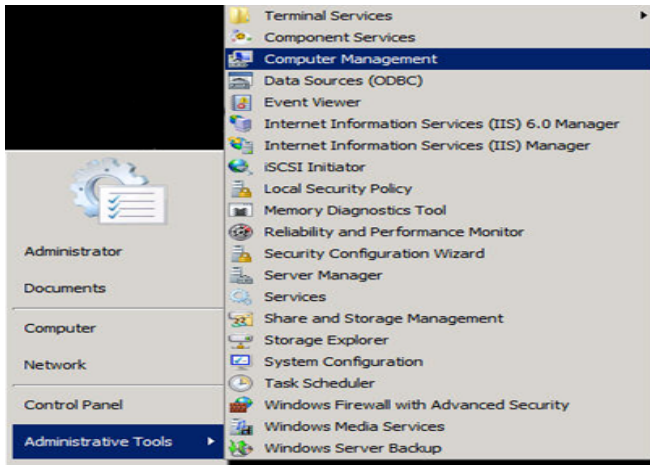 Terminal Services
Component Services
Computer Management
Data Sources (ODBC)
Event Viewer
Internet Information Services (IIS) 6.0 Manager
Internet Information Services (IIS) Manager
iSCSI Initiator
Local Security Policy
Memory Diagnostics Tool
Reliability and Performance Monitor
Security Configuration Wizard
Server Manager
Services
Share and Storage Management
Storage Explorer
System Configuration
Task Scheduler
Windows Firewall with Advanced Security
Windows Media Services
Windows Server Backup
Administrator
Documents
Computer
Network
Control Panel
Administrative Tools